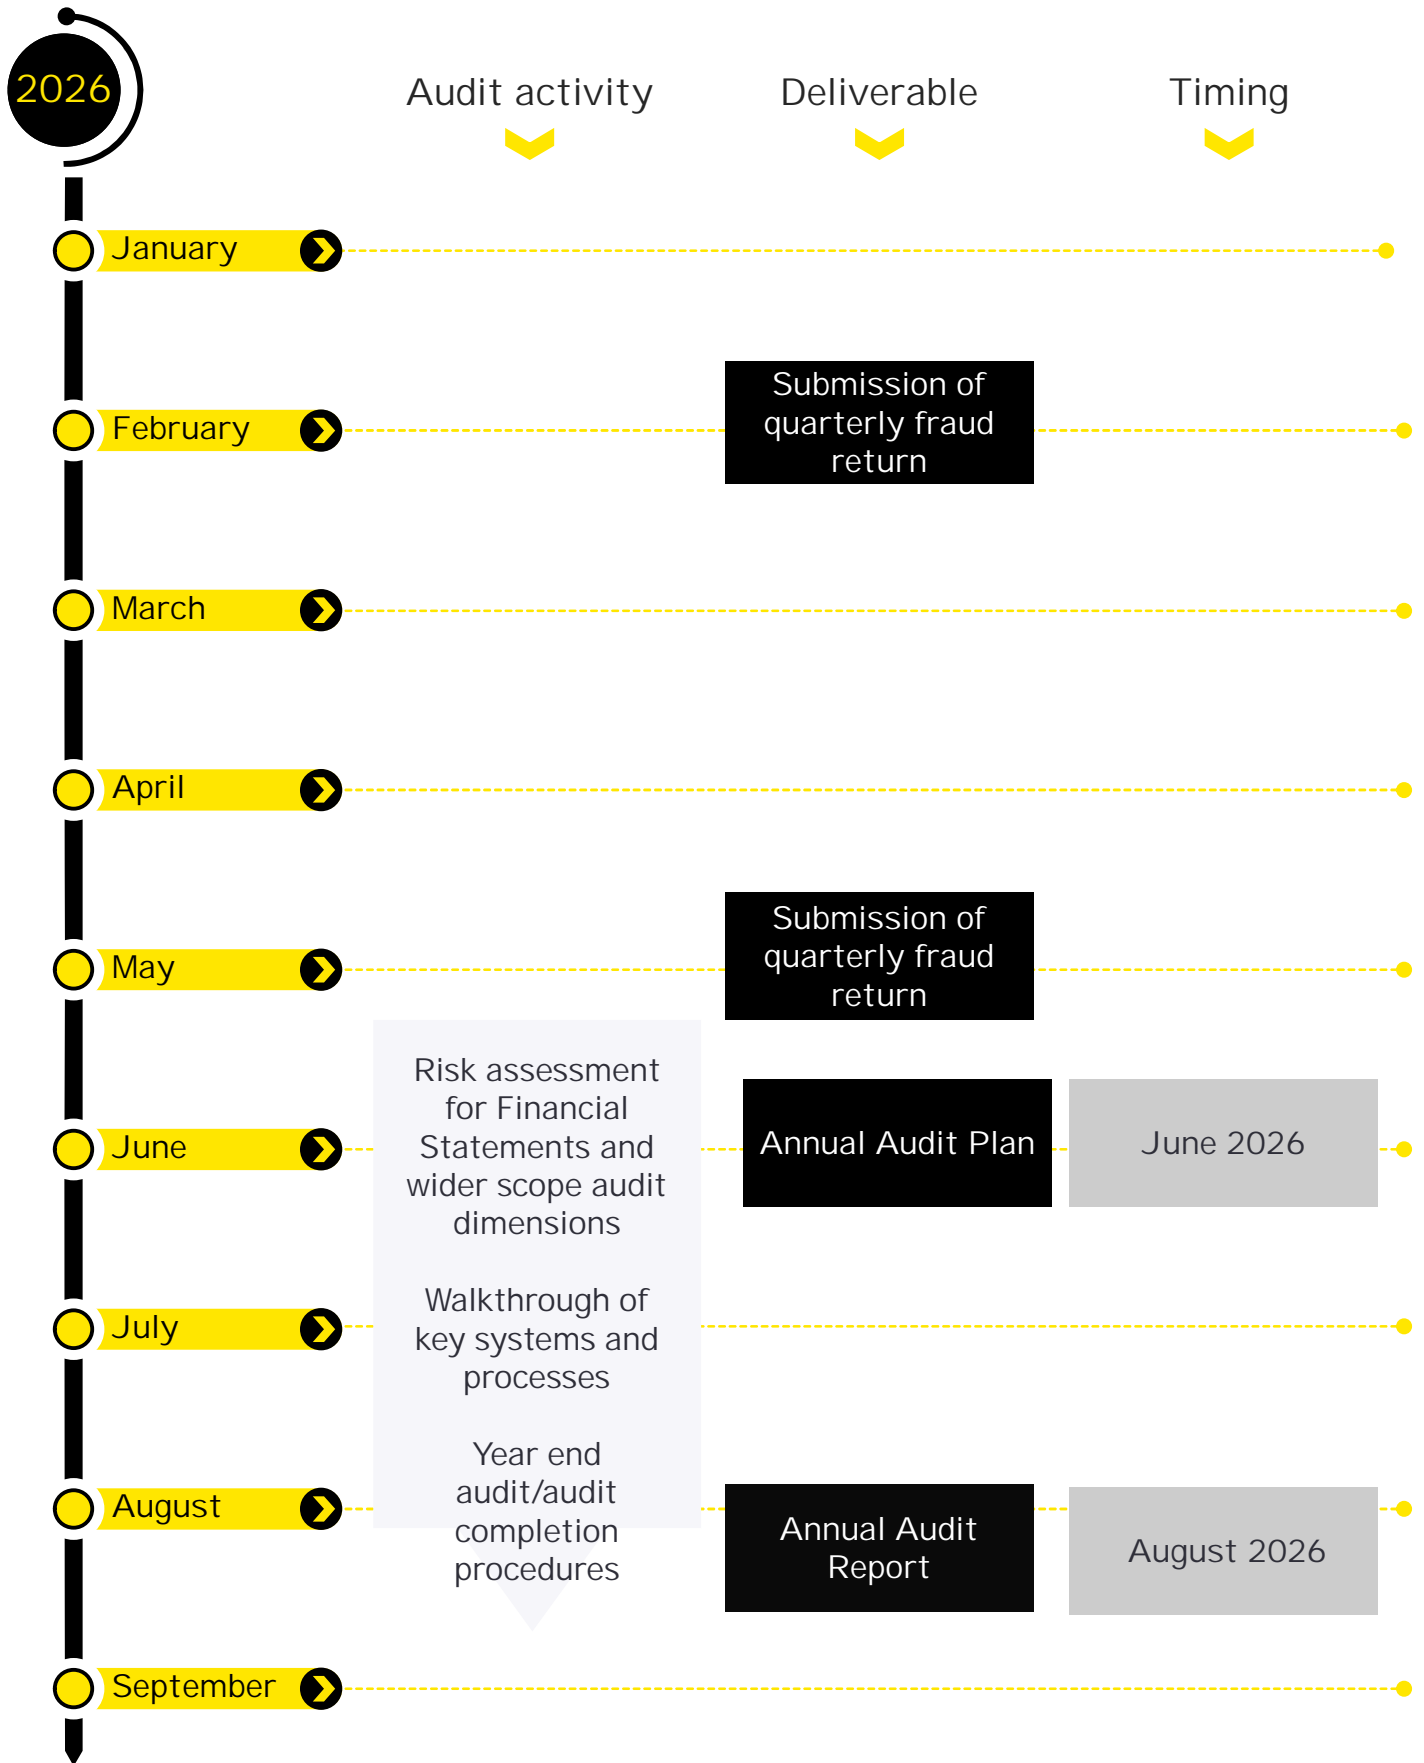 2026
Audit activity
Deliverable
Timing
January
February
Submission of
quarterly fraud
return
March
April
May
Submission of
quarterly fraud
return
Risk assessment
for Financial
Statements and
wider scope audit
dimensions
June
Annual Audit Plan
June 2026
Walkthrough of
key systems and
processes
July
Year end
audit/audit
completion
procedures
August
Annual Audit
Report
August 2026
September